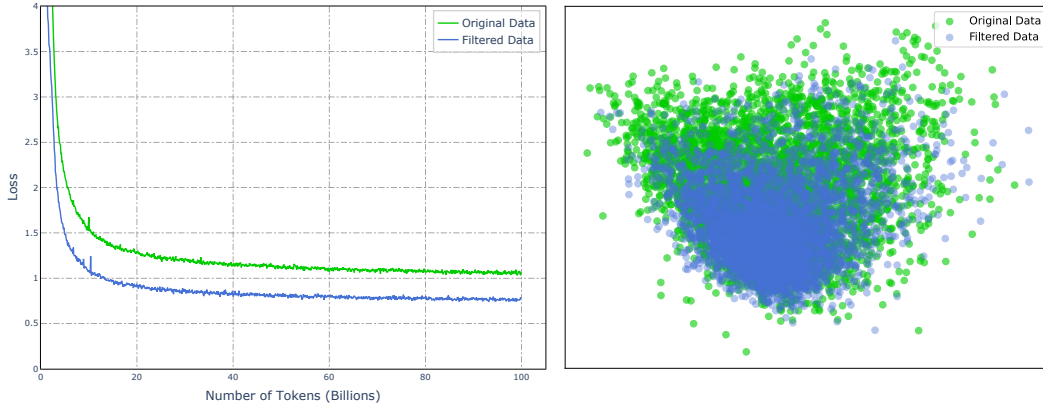 Original Data
Filtered Data
4
3.5
3
2.5
2
1.5
1
0.5
0
Loss
0
20
40
60
80
100
Number of Tokens (Billions)
Original Data
Filtered Data